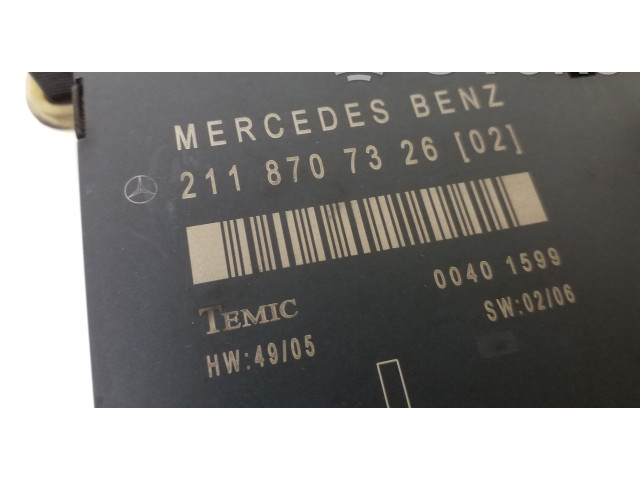 MERCEDES BENZ
211 870 73 26 [02]
0040 1599
TEMIC
SW:02/06
HW:49/05